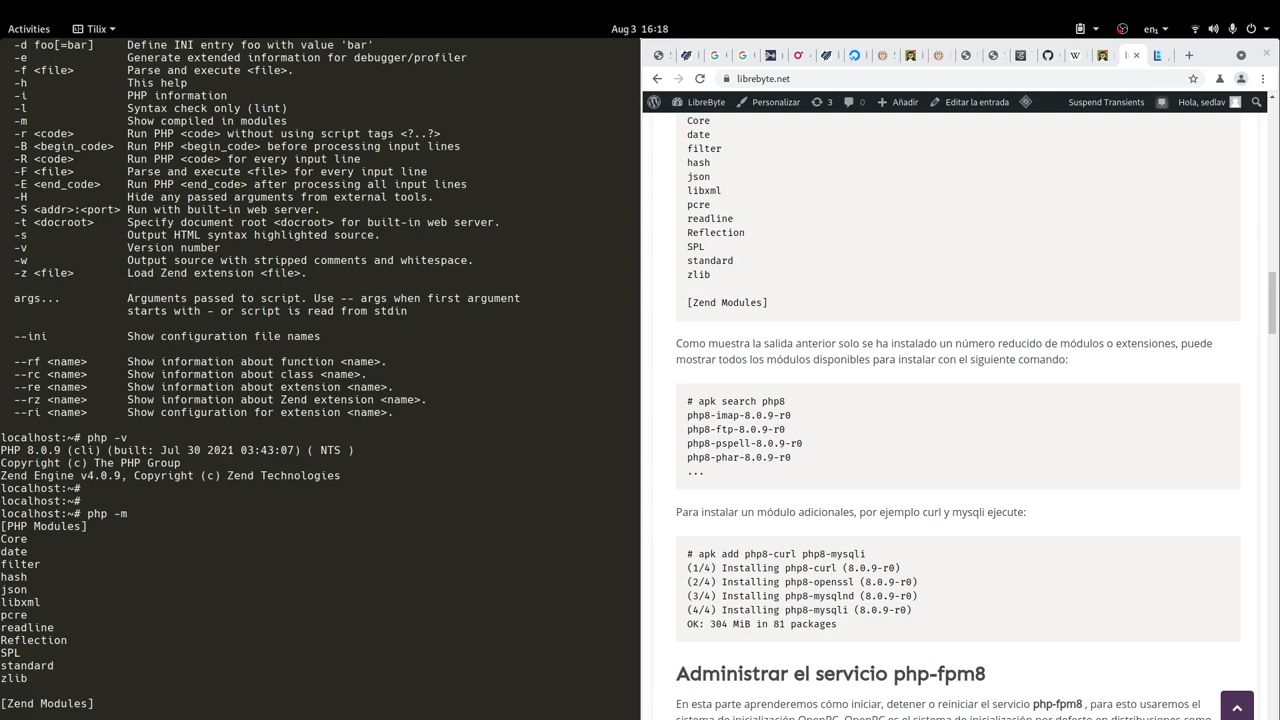 Activities
Tilix
Aug 3 16:18
en₁
-d foo[=bar] Define INI entry foo with value 'bar'
-e Generate extended information for debugger/profiler
-f <file> Parse and execute <file>.
-h This help
-i PHP information
-l Syntax check only (lint)
-m Show compiled in modules
-r <code> Run PHP <code> without using script tags <?..?>
-B <begin_code> Run PHP <begin_code> before processing input lines
-R <code> Run PHP <code> for every input line
-F <file> Parse and execute <file> for every input line
-E <end_code> Run PHP <end_code> after processing all input lines
-H Hide any passed arguments from external tools.
-S <addr>:<port> Run with built-in web server.
-t <docroot> Specify document root <docroot> for built-in web server.
-s Output HTML syntax highlighted source.
-v Version number
-w Output source with stripped comments and whitespace.
-z <file> Load Zend extension <file>.
args... Arguments passed to script. Use -- args when first argument
starts with - or script is read from stdin
--ini Show configuration file names
--rf <name> Show information about function <name>.
--rc <name> Show information about class <name>.
--re <name> Show information about extension <name>.
--rz <name> Show information about Zend extension <name>.
--ri <name> Show configuration for extension <name>.
localhost:~# php -v
PHP 8.0.9 (cli) (built: Jul 30 2021 03:43:07) ( NTS )
Copyright (c) The PHP Group
Zend Engine v4.0.9, Copyright (c) Zend Technologies
localhost:~#
localhost:~#
localhost:~# php -m
[PHP Modules]
Core
date
filter
hash
json
libxml
pcre
readline
Reflection
SPL
standard
zlib
[Zend Modules]
librebyte.net
LibreByte
Personalizar
3
0
Añadir
Editar la entrada
Suspend Transients
Hola, sedlav
Core
date
filter
hash
json
libxml
pcre
readline
Reflection
SPL
standard
zlib
[Zend Modules]
Como muestra la salida anterior solo se ha instalado un número reducido de módulos o extensiones, puede
mostrar todos los módulos disponibles para instalar con el siguiente comando:
# apk search php8
php8-imap-8.0.9-r0
php8-ftp-8.0.9-r0
php8-pspell-8.0.9-r0
php8-phar-8.0.9-r0
...
Para instalar un módulo adicionales, por ejemplo curl y mysqli ejecute:
# apk add php8-curl php8-mysqli
(1/4) Installing php8-curl (8.0.9-r0)
(2/4) Installing php8-openssl (8.0.9-r0)
(3/4) Installing php8-mysqlnd (8.0.9-r0)
(4/4) Installing php8-mysqli (8.0.9-r0)
OK: 304 MiB in 81 packages
Administrar el servicio php-fpm8
En esta parte aprenderemos cómo iniciar, detener o reiniciar el servicio php-fpm8 , para esto usaremos el
sistema de inicialización OpenRC. OpenRC es el sistema de inicialización por defecto en distribuciones como